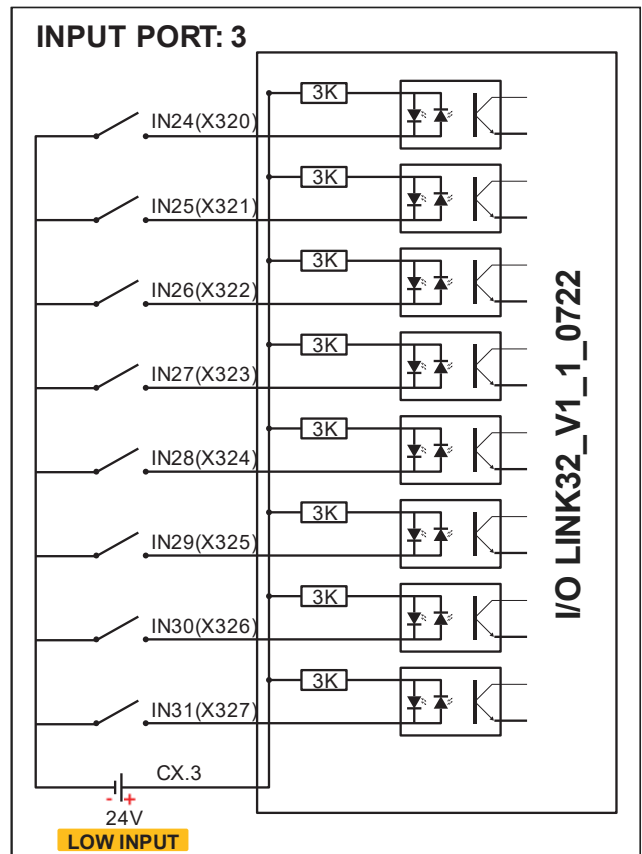 INPUT PORT: 3
3K
IN24(X320)
3K
IN25(X321)
3K
IN26(X322)
3K
IN27(X323)
3K
IN28(X324)
3K
IN29(X325)
3K
IN30(X326)
3K
IN31(X327)
I/O LINK32_V1_1_0722
CX.3
- +
24V
LOW INPUT